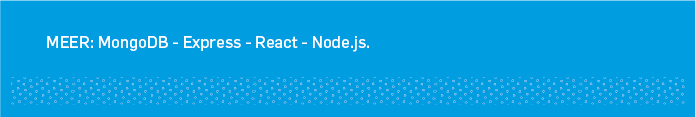 MEER: MongoDB - Express - React - Node.js.